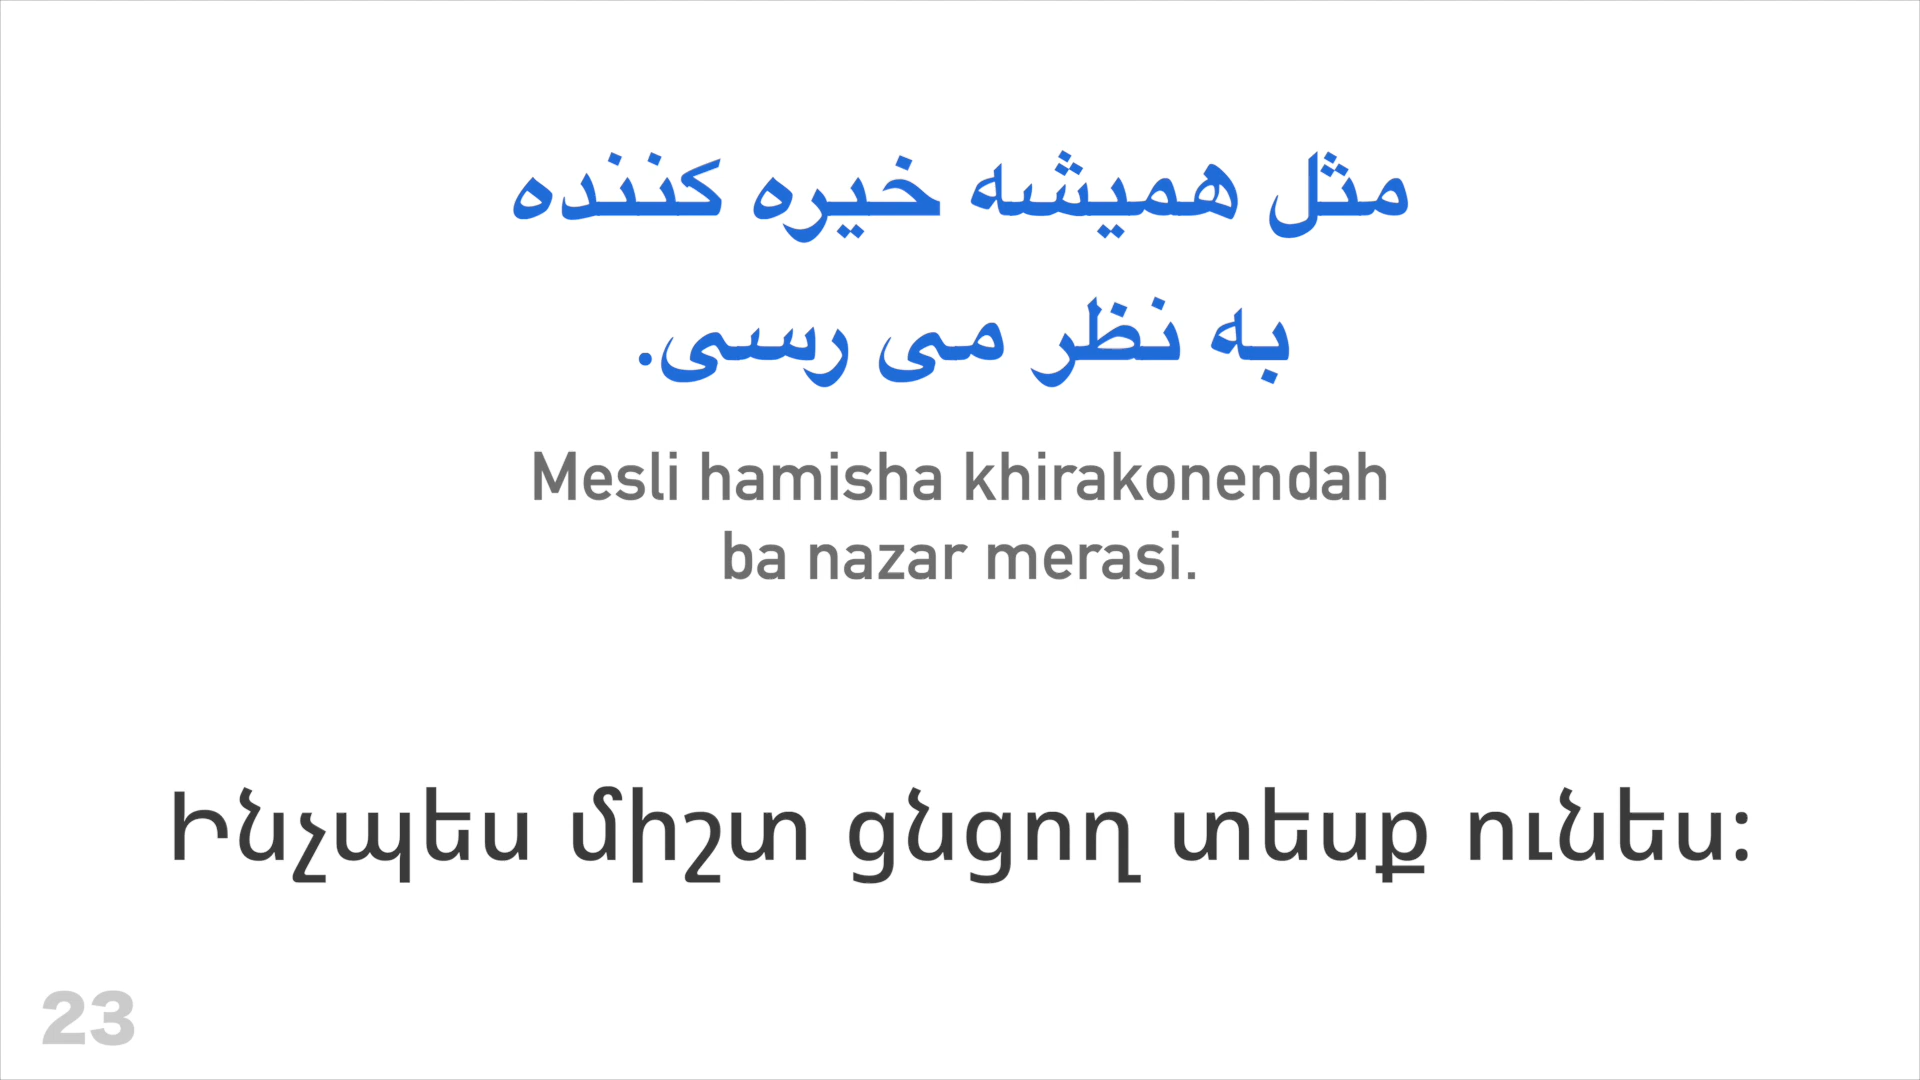 مثل همیشه خیره کننده
به نظر می رسی.
Mesli hamisha khirakonendah
ba nazar merasi.
Ինչպես միշտ ցնցող տեսք ունես:
23